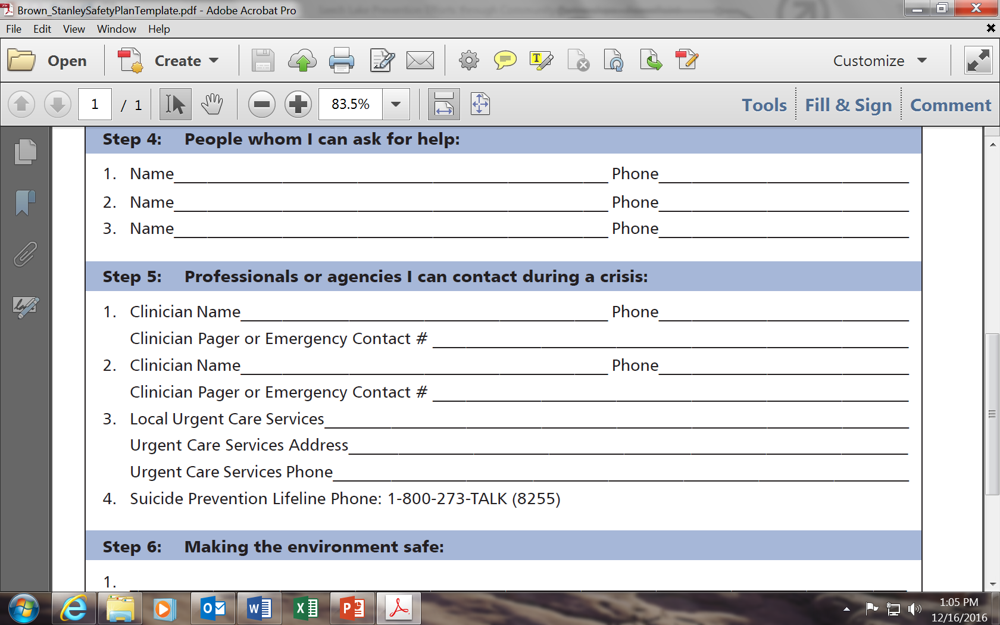 Brown_StanleySafetyPlanTemplate.pdf - Adobe Acrobat Pro
File Edit View Window Help
Open Create Customize
1 / 1 83.5% Tools Fill & Sign Comment
Step 4: People whom I can ask for help:
1. Name Phone
2. Name Phone
3. Name Phone
Step 5: Professionals or agencies I can contact during a crisis:
1. Clinician Name Phone
Clinician Pager or Emergency Contact #
2. Clinician Name Phone
Clinician Pager or Emergency Contact #
3. Local Urgent Care Services
Urgent Care Services Address
Urgent Care Services Phone
4. Suicide Prevention Lifeline Phone: 1-800-273-TALK (8255)
Step 6: Making the environment safe:
1.
1:05 PM
12/16/2016